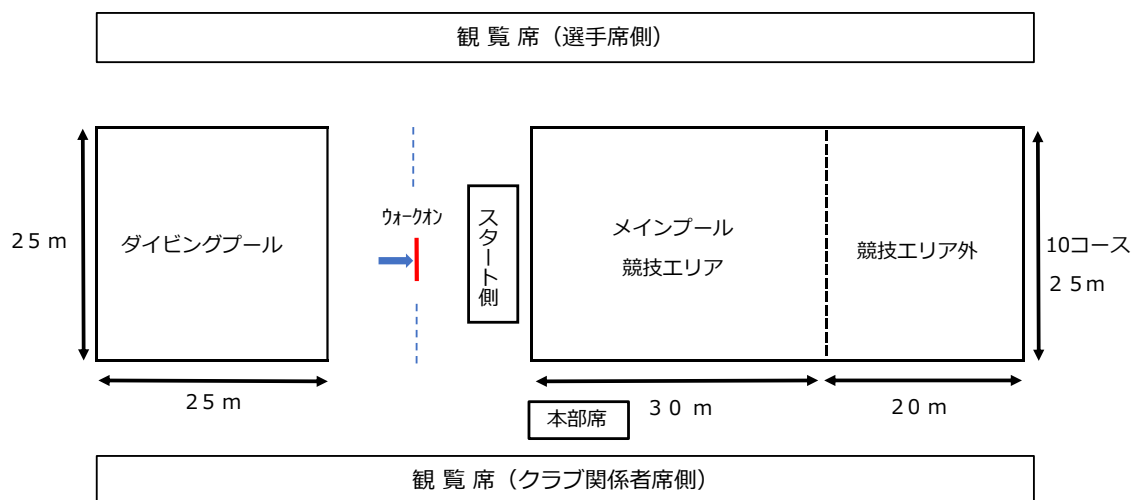 観 覧 席（選手席側）
ｳｫｰｸｵﾝ
スタート側
メインプール
競技エリア
25ｍ
ダイビングプール
競技エリア外
10コース
２５ｍ
25ｍ
３０ ｍ
20ｍ
本部席
観 覧 席（クラブ関係者席側）